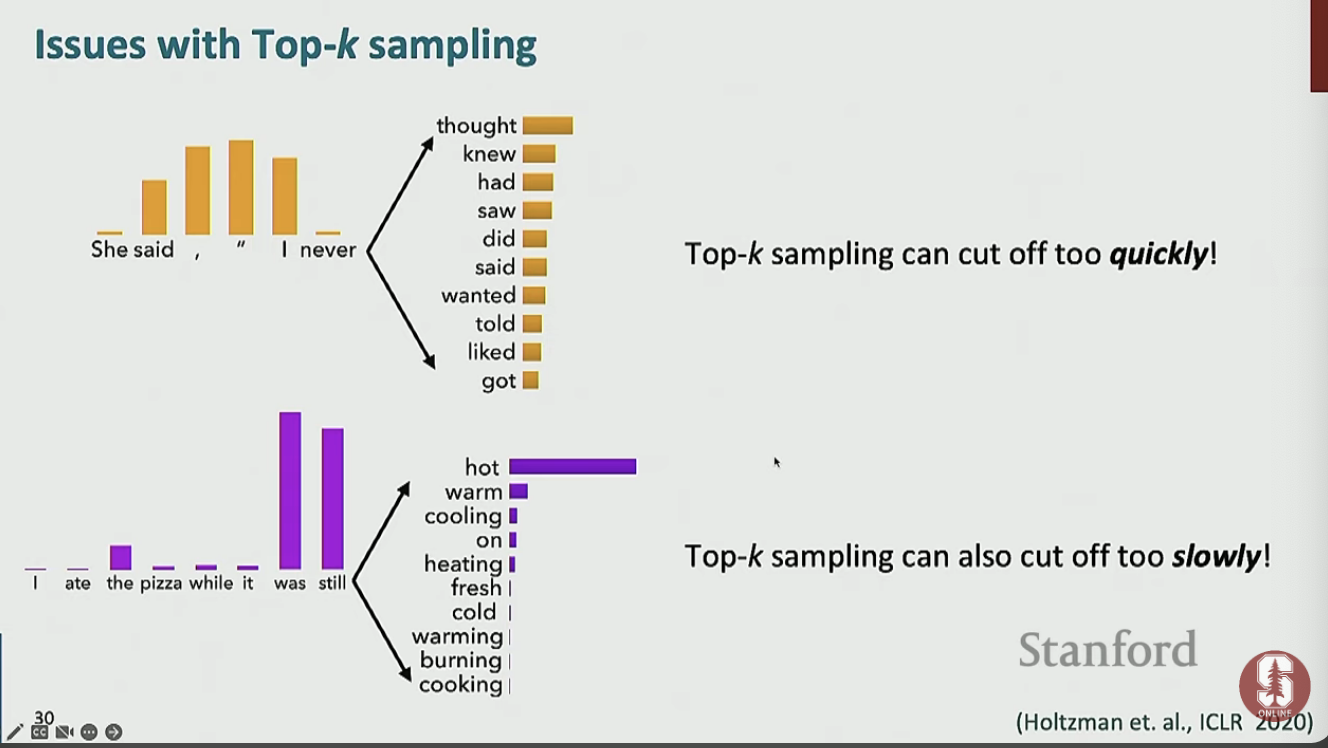 Issues with Top-k sampling
thought
knew
had
saw
did
said
wanted
told
liked
got
She said , " I never
Top-k sampling can cut off too quickly!
hot
warm
cooling
on
heating
fresh
cold
warming
burning
cooking
I ate the pizza while it was still
Top-k sampling can also cut off too slowly!
Stanford
S
ONLINE
30
CC
(Holtzman et. al., ICLR 2020)